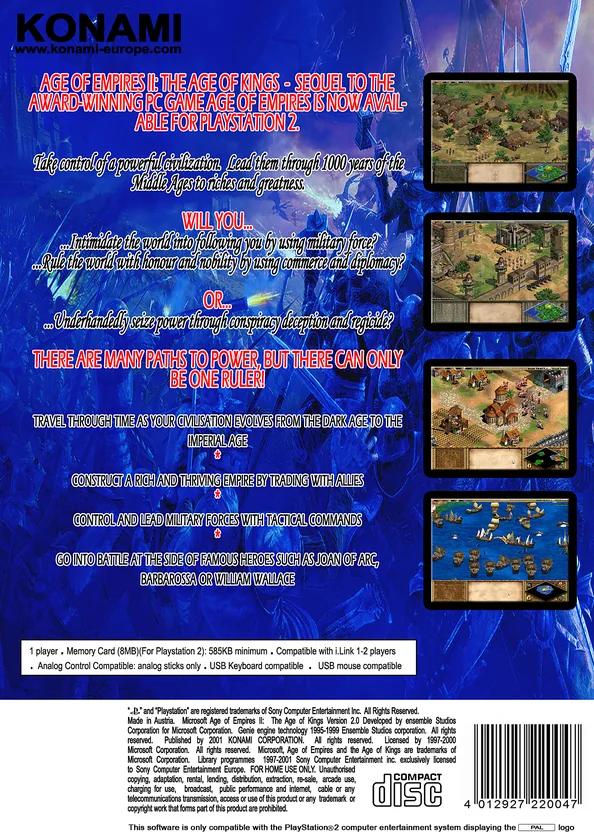 KONAMI
www.konami-europe.com
AGE OF EMPIRES II: THE AGE OF KINGS - SEQUEL TO THE
AWARD-WINNING PC GAME AGE OF EMPIRES IS NOW AVAIL-
ABLE FOR PLAYSTATION 2.
Take control of a powerful civilization. Lead them through 1000 years of the
Middle Ages to riches and greatness.
WILL YOU...
...Intimidate the world into following you by using military force?
...Rule the world with honour and nobility by using commerce and diplomacy?
OR...
...Underhandedly seize power through conspiracy deception and regicide?
THERE ARE MANY PATHS TO POWER, BUT THERE CAN ONLY
BE ONE RULER!
TRAVEL THROUGH TIME AS YOUR CIVILISATION EVOLVES FROM THE DARK AGE TO THE
IMPERIAL AGE
*
CONSTRUCT A RICH AND THRIVING EMPIRE BY TRADING WITH ALLIES
*
CONTROL AND LEAD MILITARY FORCES WITH TACTICAL COMMANDS
*
GO INTO BATTLE AT THE SIDE OF FAMOUS HEROES SUCH AS JOAN OF ARC,
BARBAROSSA OR WILLIAM WALLACE
1 player . Memory Card (8MB)(For Playstation 2): 585KB minimum . Compatible with i.Link 1-2 players
. Analog Control Compatible: analog sticks only . USB Keyboard compatible . USB mouse compatible
" " and "Playstation" are registered trademarks of Sony Computer Entertainment Inc. All Rights Reserved.
Made in Austria. Microsoft Age of Empires II: The Age of Kings Version 2.0 Developed by ensemble Studios
Corporation for Microsoft Corporation. Genie engine technology 1995-1999 Ensemble Studios corporation. All rights
reserved. Published by 2001 KONAMI CORPORATION. All rights reserved. Licensed by 1997-2000
Microsoft Corporation. All rights reserved. Microsoft, Age of Empires and the Age of Kings are trademarks of
Microsoft Corporation. Library programmes 1997-2001 Sony Computer Entertainment inc. exclusively licensed
to Sony Computer Entertainment Europe. FOR HOME USE ONLY. Unauthorised
copying, adaptation, rental, lending, distribution, extraction, re-sale, arcade use,
charging for use, broadcast, public performance and internet, cable or any
telecommunications transmission, access or use of this product or any trademark or
copyright work that forms part of this product are prohibited.
COMPACT
disc
4 012927 220047
This software is only compatible with the PlayStation®2 computer entertainment system displaying the PAL logo